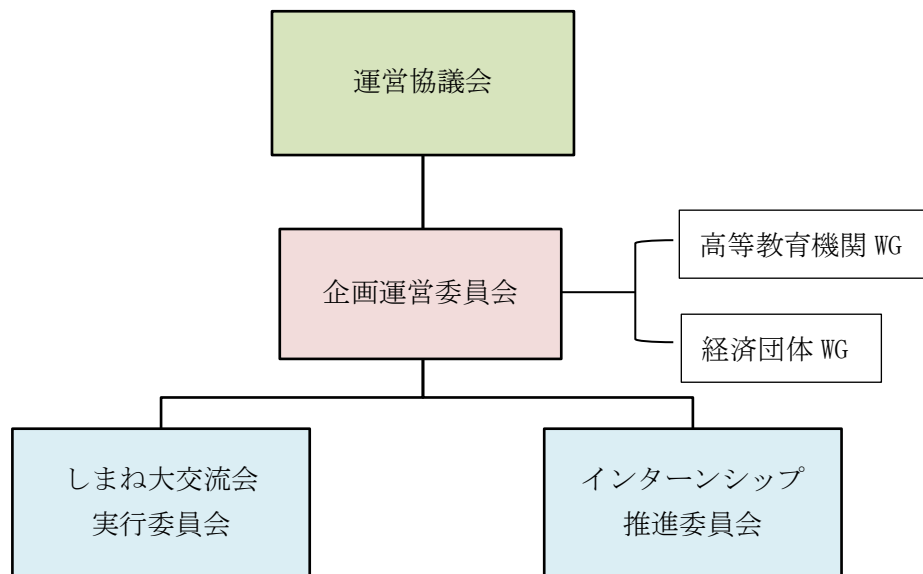 運営協議会
企画運営委員会
高等教育機関 WG
経済団体 WG
しまね大交流会
実行委員会
インターンシップ
推進委員会